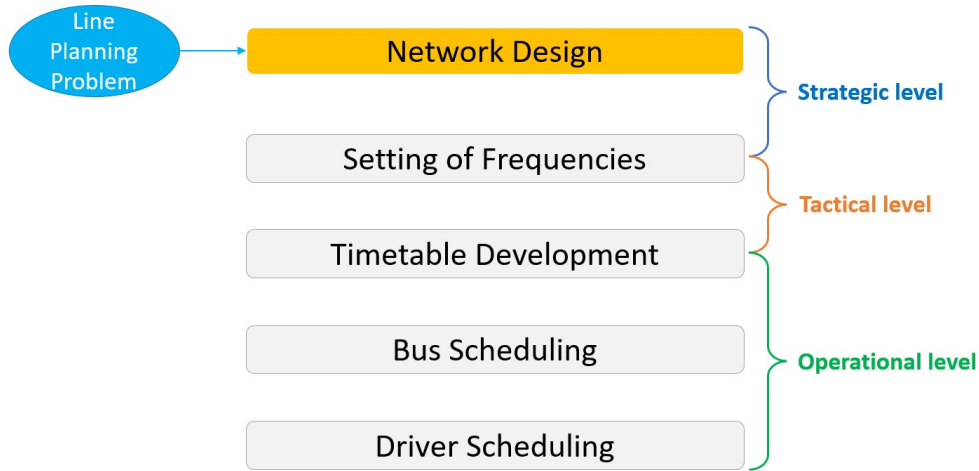 Line
Planning
Problem
Network Design
Strategic level
Setting of Frequencies
Tactical level
Timetable Development
Bus Scheduling
Operational level
Driver Scheduling